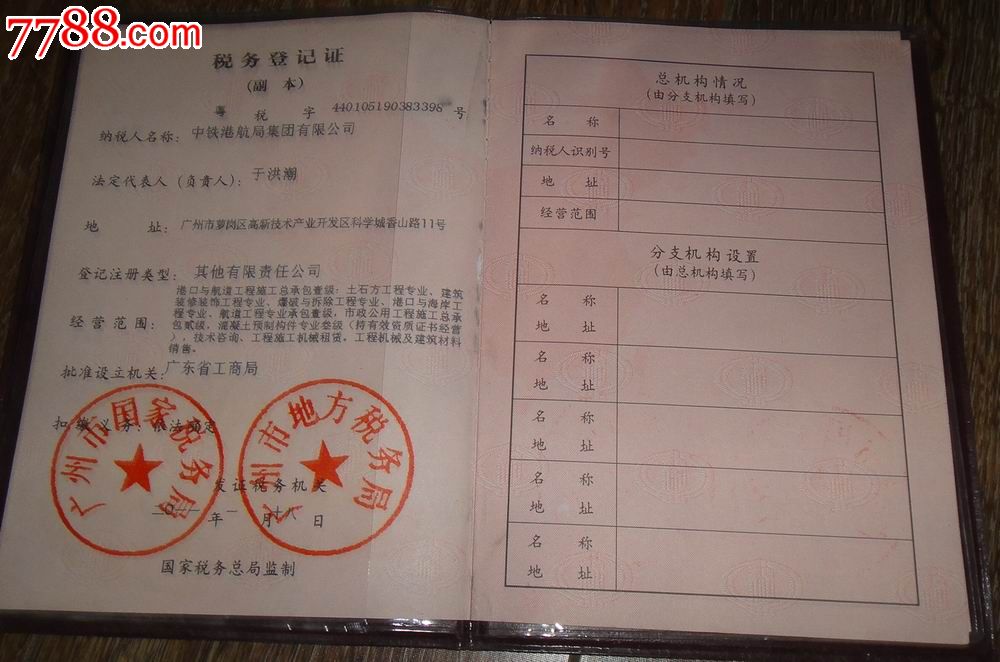 7788.com
税务登记证
(副 本)
粤 税 字 440105190383398 号
纳税人名称: 中铁港航局集团有限公司
法定代表人 (负责人): 于洪潮
地 址: 广州市萝岗区高新技术产业开发区科学城香山路11号
登记注册类型: 其他有限责任公司
经营范围:
港口与航道工程施工总承包壹级: 土石方工程专业、建筑
装修装饰工程专业、爆破与拆除工程专业、港口与海岸工
程专业、航道工程专业承包壹级, 市政公用工程施工总承
包贰级, 混凝土预制构件专业叁级 (持有效资质证书经营
), 技术咨询、工程施工机械租赁。工程机械及建筑材料
销售。
批准设立机关: 广东省工商局
扣缴义务: 依法确定
广州市国家税务局
广州市地方税务局
发证税务机关
年 一 月 十八 日
国家税务总局监制
总机构情况
(由分支机构填写)
名 称
纳税人识别号
地 址
经营范围
分支机构设置
(由总机构填写)
名 称
地 址
名 称
地 址
名 称
地 址
名 称
地 址
名 称
地 址